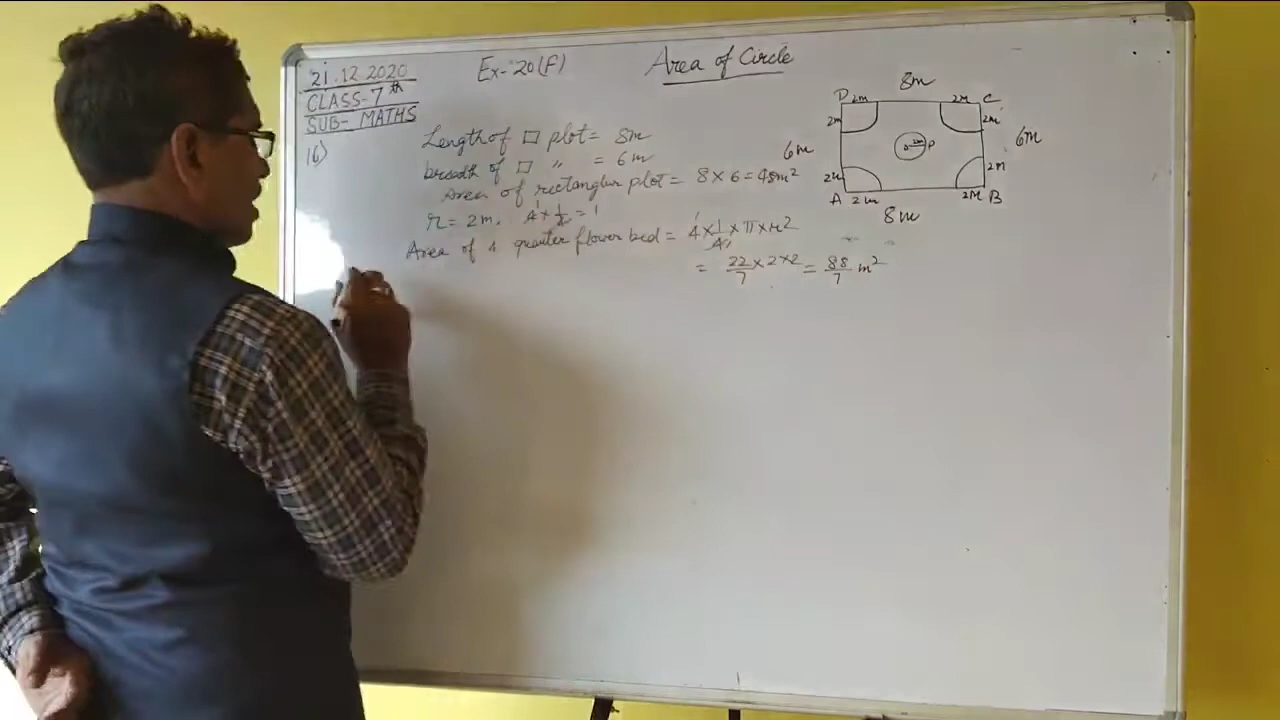 21.12.2020
CLASS-7th
SUB- MATHS
Ex-20(F)
Area of Circle
16)
Length of □ plot = 8m
breadth of □ " = 6m
Area of rectanglur plot = 8 × 6 = 48m²
r = 2m, 4 × 1/4 = 1
Area of 4 quarter flower bed = 4 × 1/4 × π × r²
= 22/7 × 2 × 2 = 88/7 m²
8m
D 2m 2m C
2m 2m
6m 6m
2m P
2m 2m
A 2m 2m B
8m